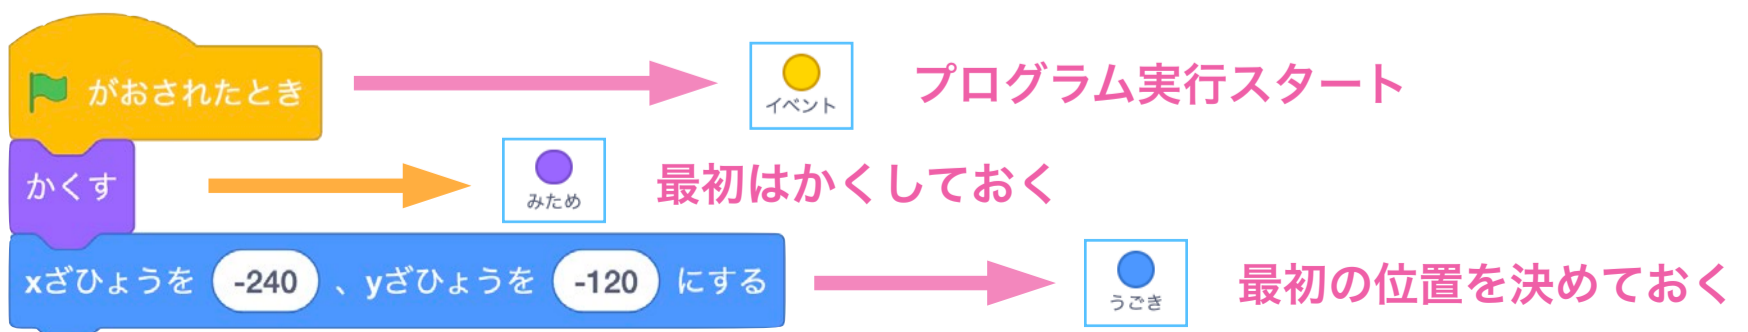 がおされたとき
イベント
プログラム実行スタート
かくす
みため
最初はかくしておく
xざひょうを -240 、yざひょうを -120 にする
うごき
最初の位置を決めておく